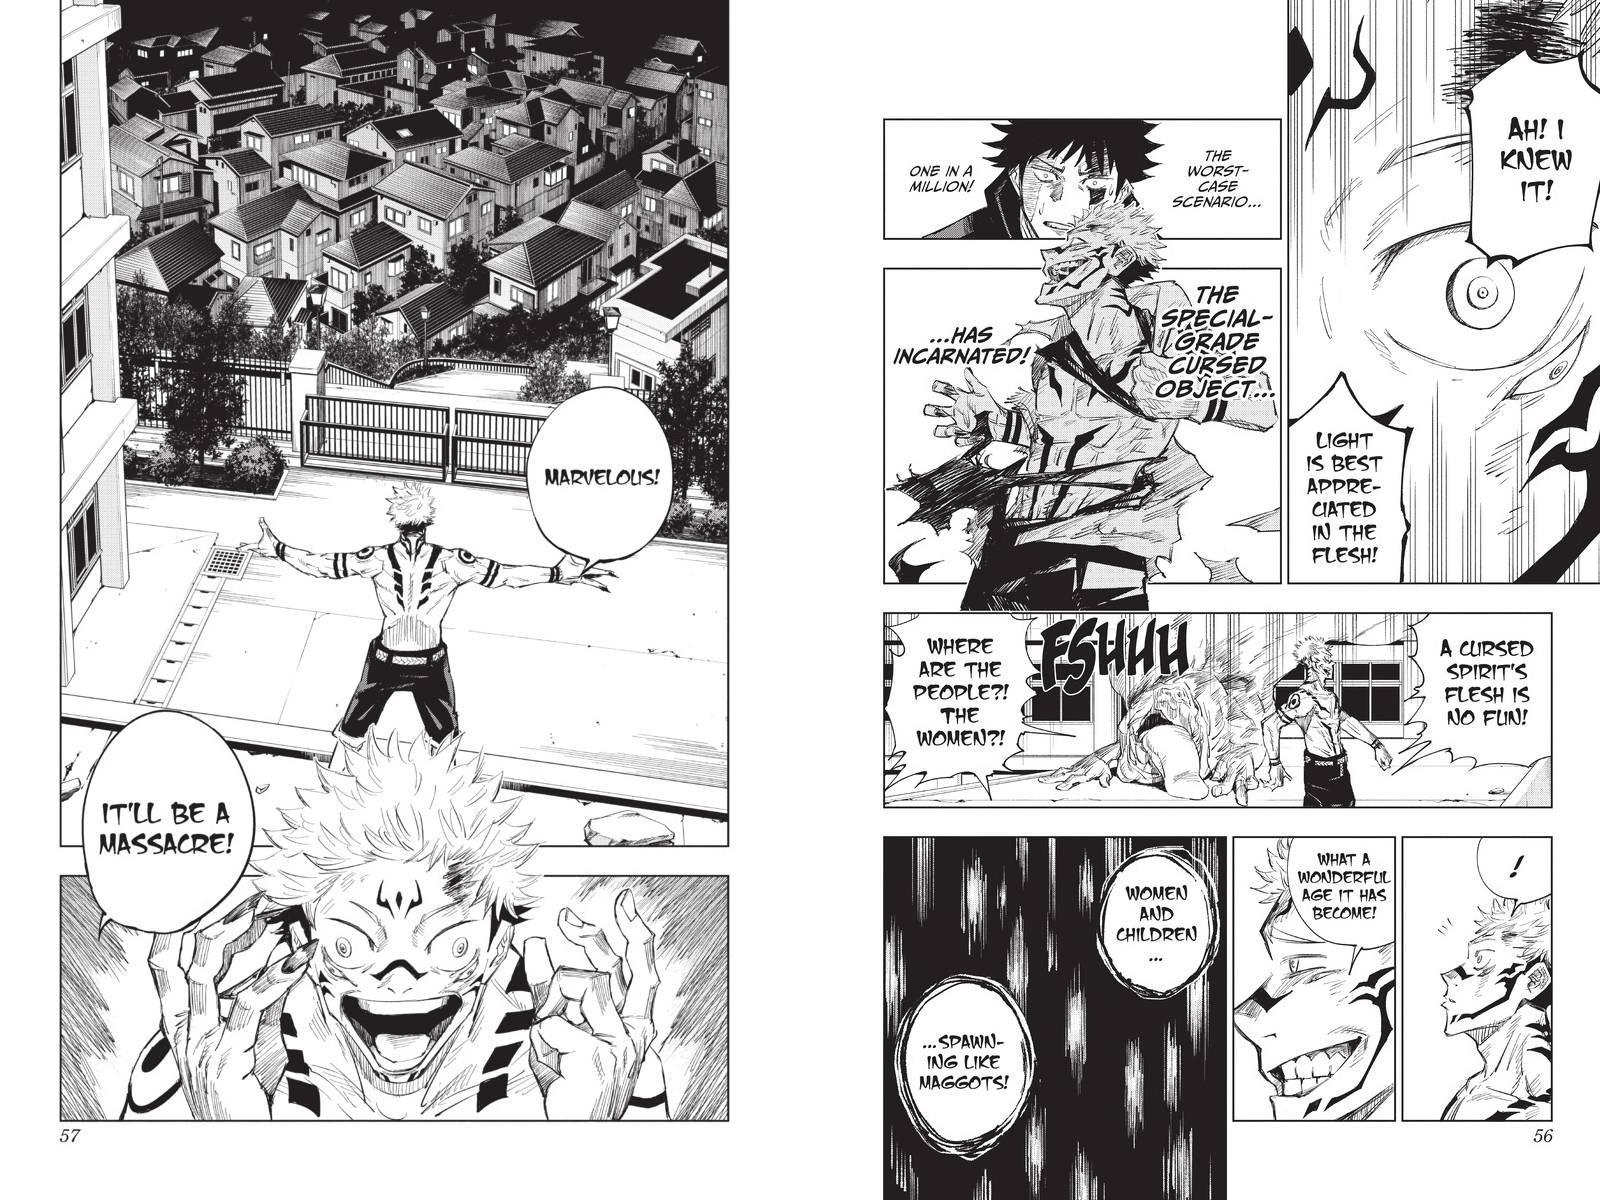 AH! I
KNEW
IT!
LIGHT
IS BEST
APPRE-
CIATED
IN THE
FLESH!
THE
WORST-
CASE
SCENARIO...
ONE IN A
MILLION!
THE
SPECIAL-
GRADE
CURSED
OBJECT...
...HAS
INCARNATED!
A CURSED
SPIRIT'S
FLESH IS
NO FUN!
FSHHH
WHERE
ARE THE
PEOPLE?!
THE
WOMEN?!
!
WHAT A
WONDERFUL
AGE IT HAS
BECOME!
WOMEN
AND
CHILDREN
...
...SPAWN-
ING LIKE
MAGGOTS!
56
MARVELOUS!
IT'LL BE A
MASSACRE!
57